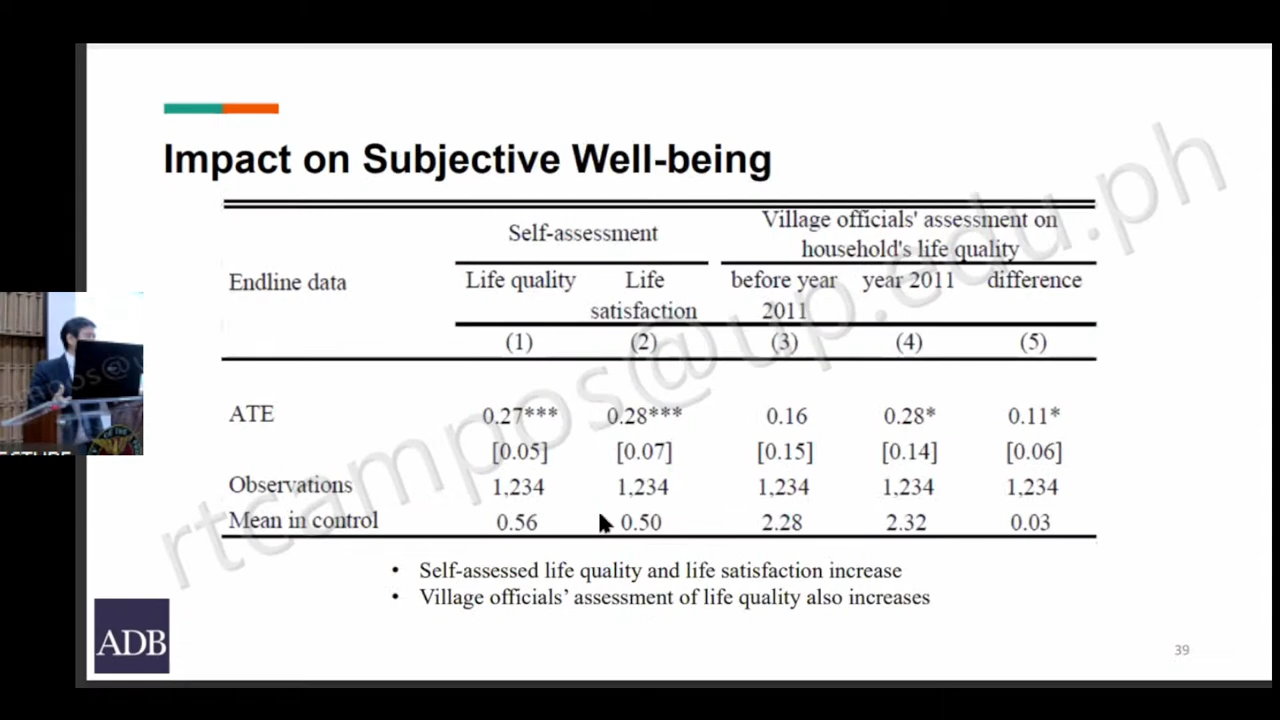 Impact on Subjective Well-being
Self-assessment
Village officials' assessment on
household's life quality
Endline data
Life quality
Life
satisfaction
before year
2011
year 2011
difference
(1) (2) (3) (4) (5)
ATE 0.27*** 0.28*** 0.16 0.28* 0.11*
[0.05] [0.07] [0.15] [0.14] [0.06]
Observations 1,234 1,234 1,234 1,234 1,234
Mean in control 0.56 0.50 2.28 2.32 0.03
• Self-assessed life quality and life satisfaction increase
• Village officials' assessment of life quality also increases
ADB
39
rtcampos@up.edu.ph